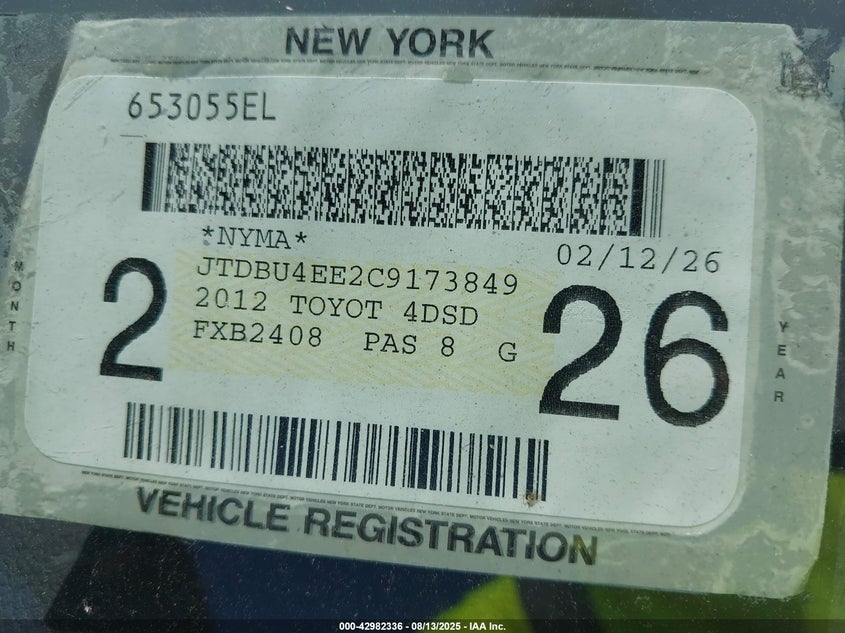 NEW YORK
653055EL
*NYMA*
02/12/26
JTDBU4EE2C9173849
2012 TOYOT 4DSD
FXB2408 PAS 8 G
MONTH
2
26
YEAR
VEHICLE REGISTRATION
000-42982336 - 08/13/2025 - IAA Inc.